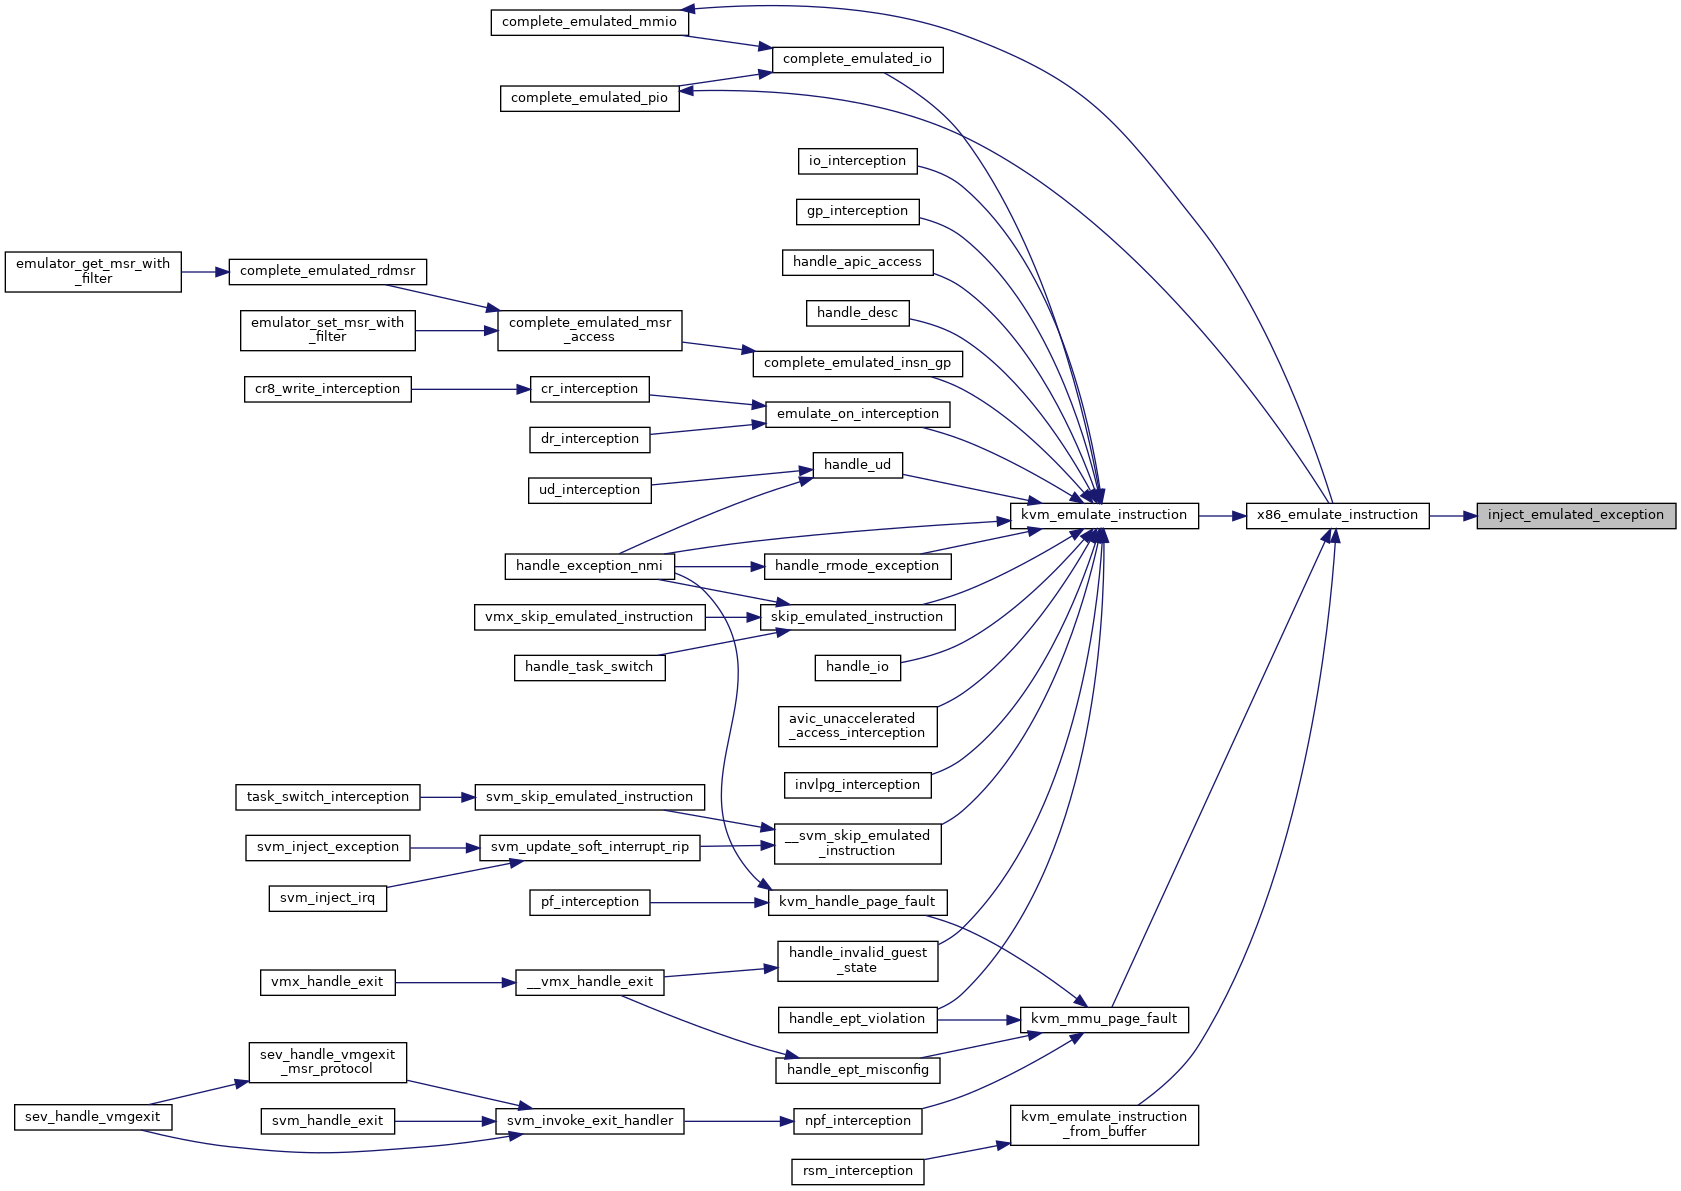 complete_emulated_mmio
complete_emulated_io
complete_emulated_pio
io_interception
gp_interception
handle_apic_access
emulator_get_msr_with
_filter
complete_emulated_rdmsr
handle_desc
emulator_set_msr_with
_filter
complete_emulated_msr
_access
complete_emulated_insn_gp
cr8_write_interception
cr_interception
emulate_on_interception
dr_interception
handle_ud
ud_interception
kvm_emulate_instruction
x86_emulate_instruction
inject_emulated_exception
handle_exception_nmi
handle_rmode_exception
vmx_skip_emulated_instruction
skip_emulated_instruction
handle_task_switch
handle_io
avic_unaccelerated
_access_interception
invlpg_interception
task_switch_interception
svm_skip_emulated_instruction
__svm_skip_emulated
_instruction
svm_inject_exception
svm_update_soft_interrupt_rip
svm_inject_irq
pf_interception
kvm_handle_page_fault
handle_invalid_guest
_state
vmx_handle_exit
__vmx_handle_exit
handle_ept_violation
kvm_mmu_page_fault
sev_handle_vmgexit
_msr_protocol
handle_ept_misconfig
sev_handle_vmgexit
svm_handle_exit
svm_invoke_exit_handler
npf_interception
kvm_emulate_instruction
_from_buffer
rsm_interception